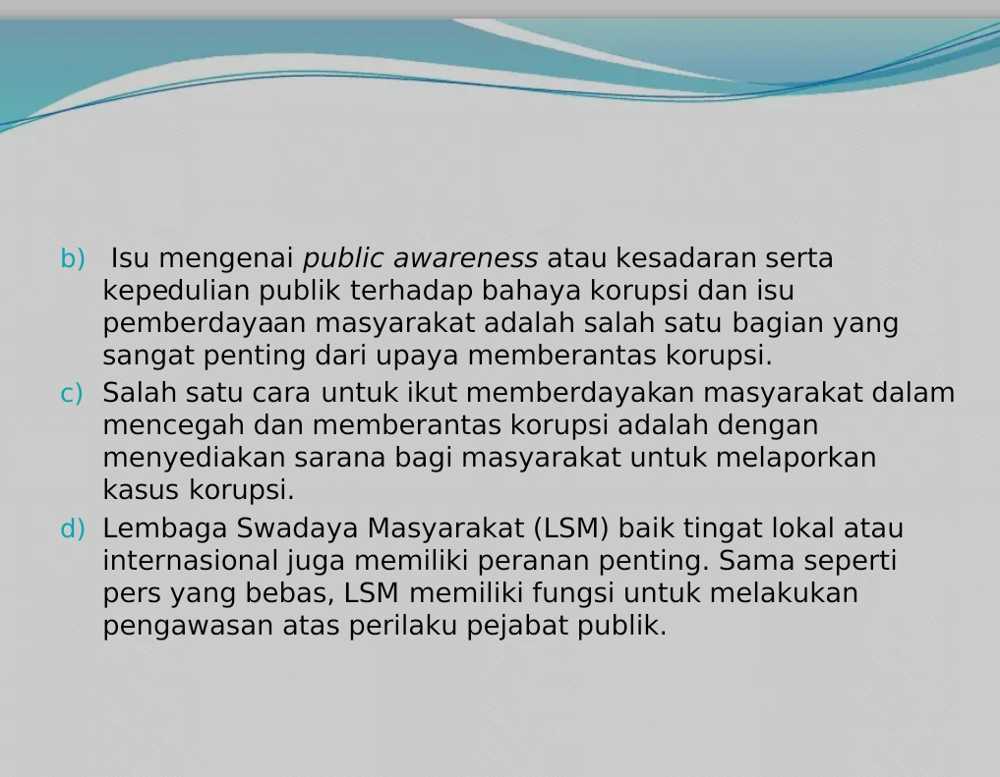 b) Isu mengenai public awareness atau kesadaran serta
kepedulian publik terhadap bahaya korupsi dan isu
pemberdayaan masyarakat adalah salah satu bagian yang
sangat penting dari upaya memberantas korupsi.
c) Salah satu cara untuk ikut memberdayakan masyarakat dalam
mencegah dan memberantas korupsi adalah dengan
menyediakan sarana bagi masyarakat untuk melaporkan
kasus korupsi.
d) Lembaga Swadaya Masyarakat (LSM) baik tingat lokal atau
internasional juga memiliki peranan penting. Sama seperti
pers yang bebas, LSM memiliki fungsi untuk melakukan
pengawasan atas perilaku pejabat publik.